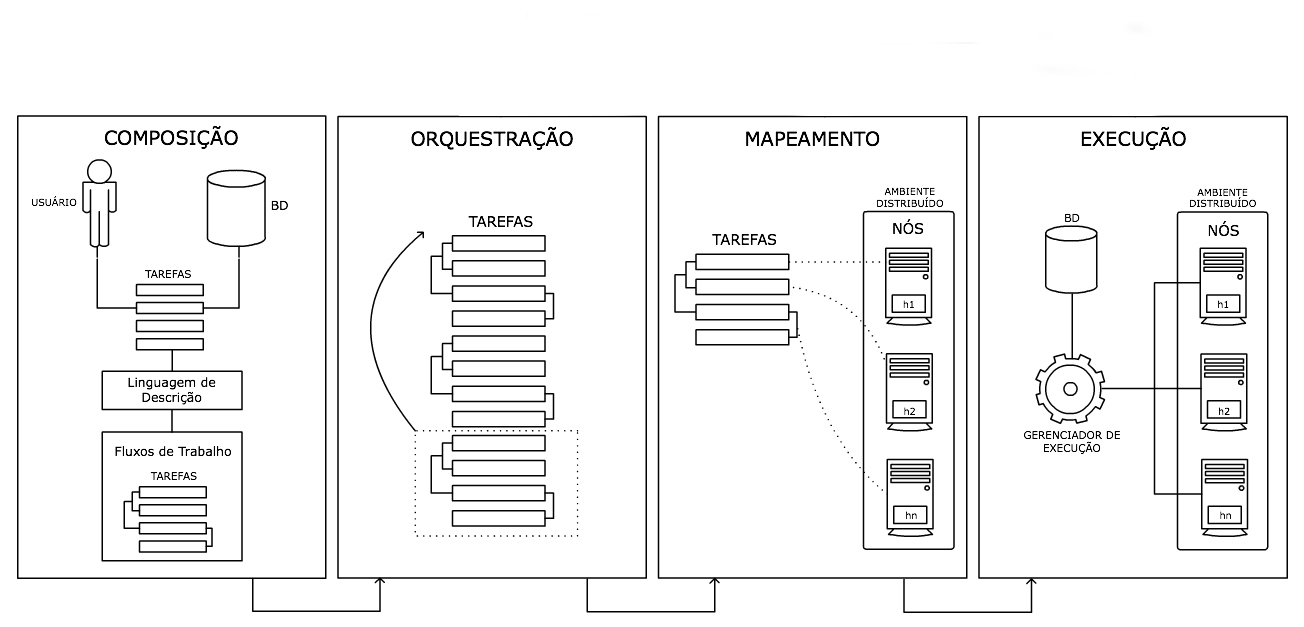 COMPOSIÇÃO
USUÁRIO
BD
TAREFAS
Linguagem de
Descrição
Fluxos de Trabalho
TAREFAS
ORQUESTRAÇÃO
TAREFAS
MAPEAMENTO
AMBIENTE
DISTRIBUÍDO
NÓS
TAREFAS
h1
h2
hn
EXECUÇÃO
AMBIENTE
DISTRIBUÍDO
BD
NÓS
h1
h2
GERENCIADOR DE
EXECUÇÃO
hn